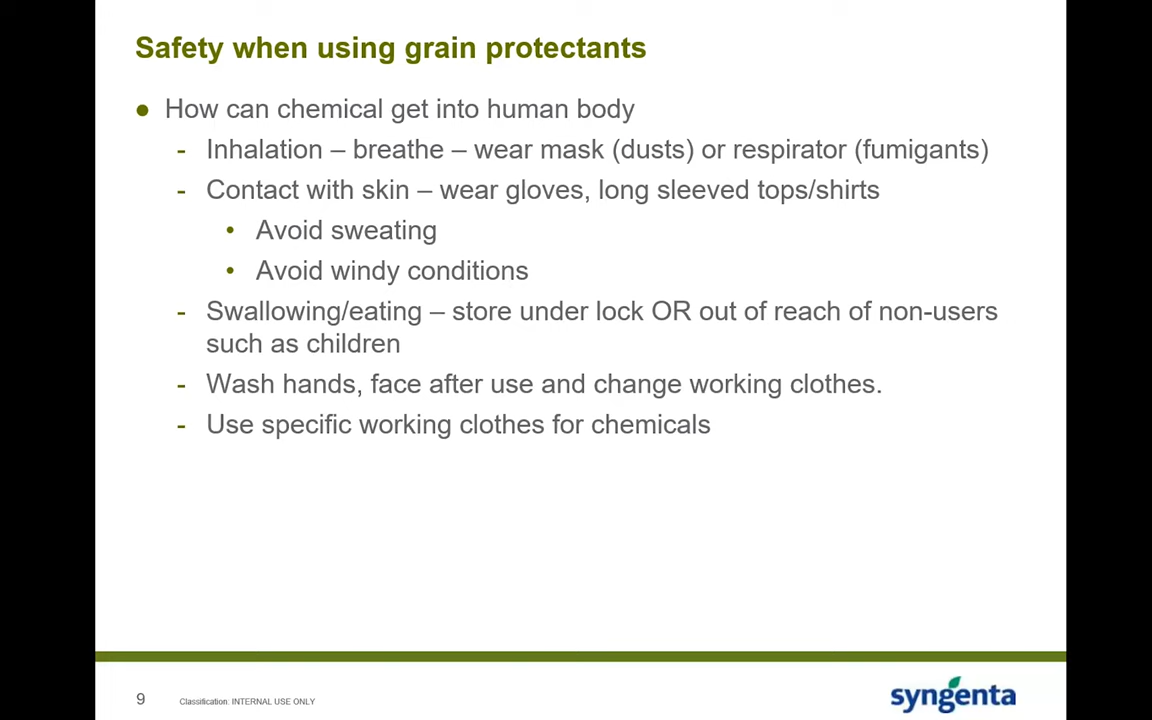 Safety when using grain protectants
● How can chemical get into human body
- Inhalation – breathe – wear mask (dusts) or respirator (fumigants)
- Contact with skin – wear gloves, long sleeved tops/shirts
• Avoid sweating
• Avoid windy conditions
- Swallowing/eating – store under lock OR out of reach of non-users
such as children
- Wash hands, face after use and change working clothes.
- Use specific working clothes for chemicals
9 Classification: INTERNAL USE ONLY
syngenta